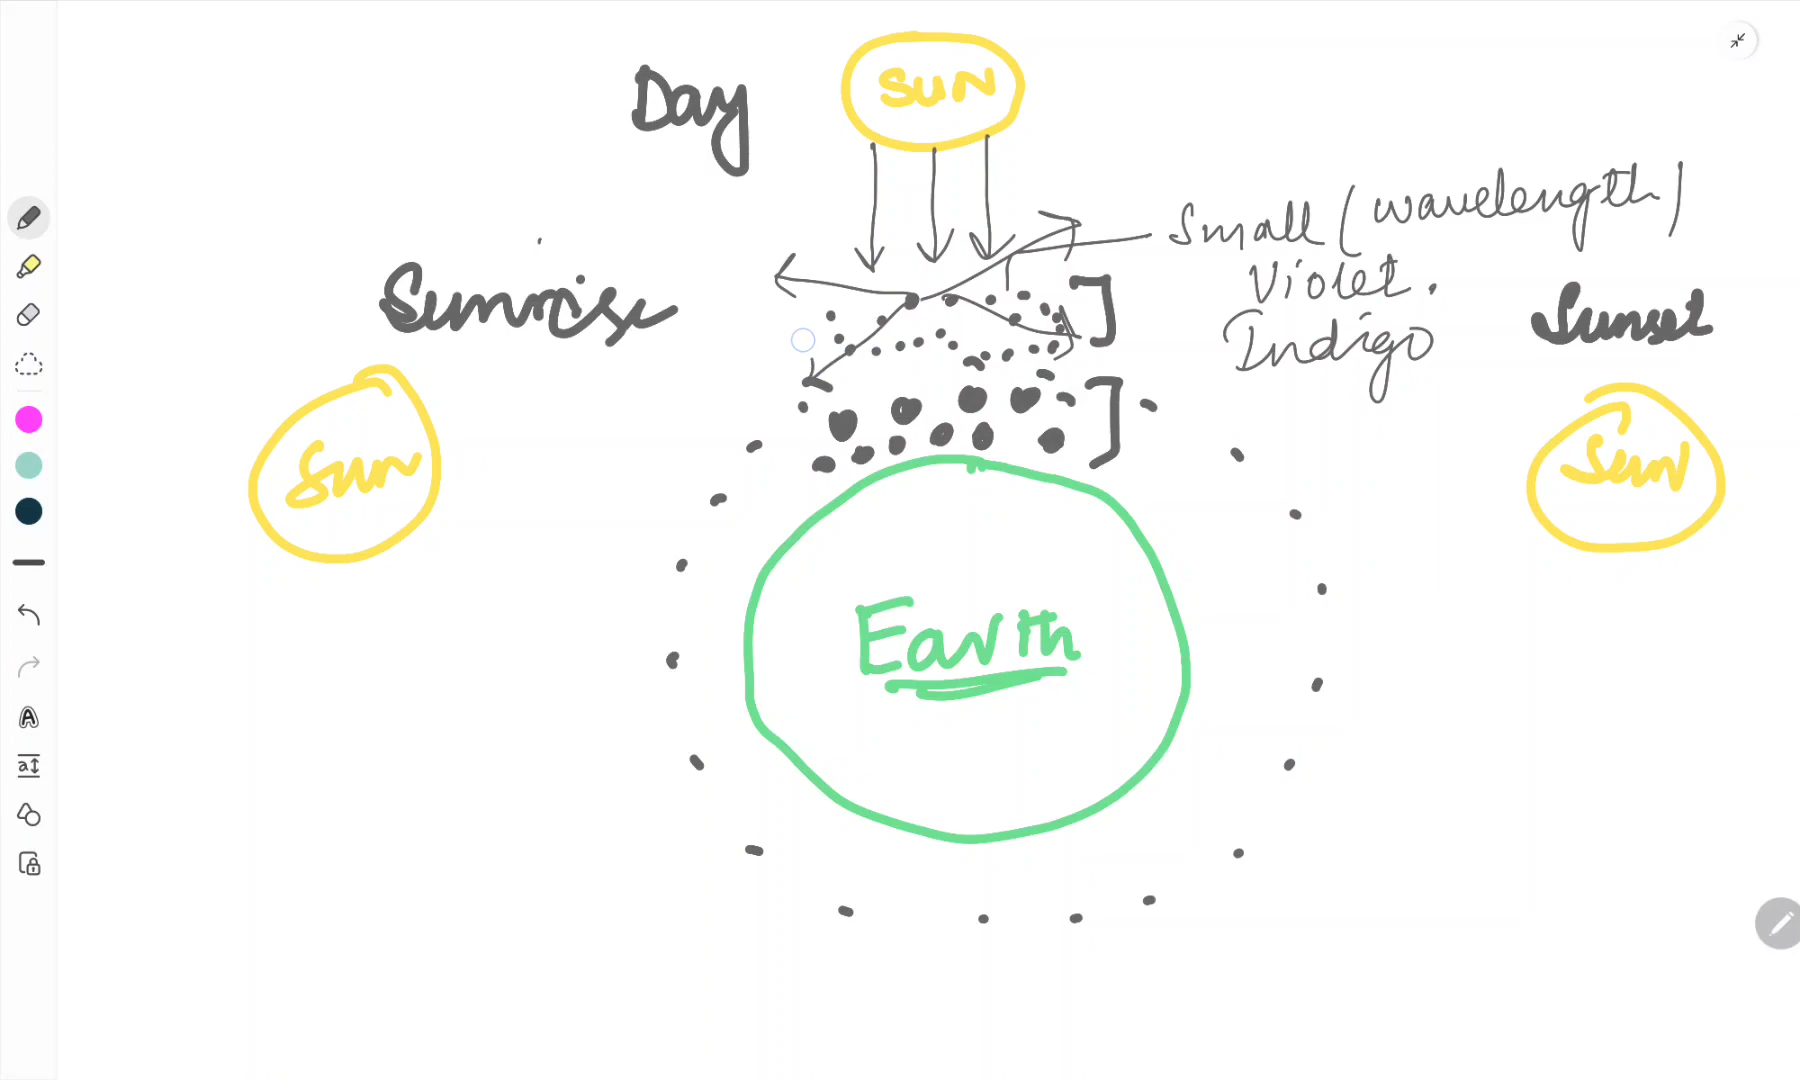 Day
SUN
Small (wavelength)
Violet.
Indigo
Sunrise
Sunset
Sun
Sun
Earth